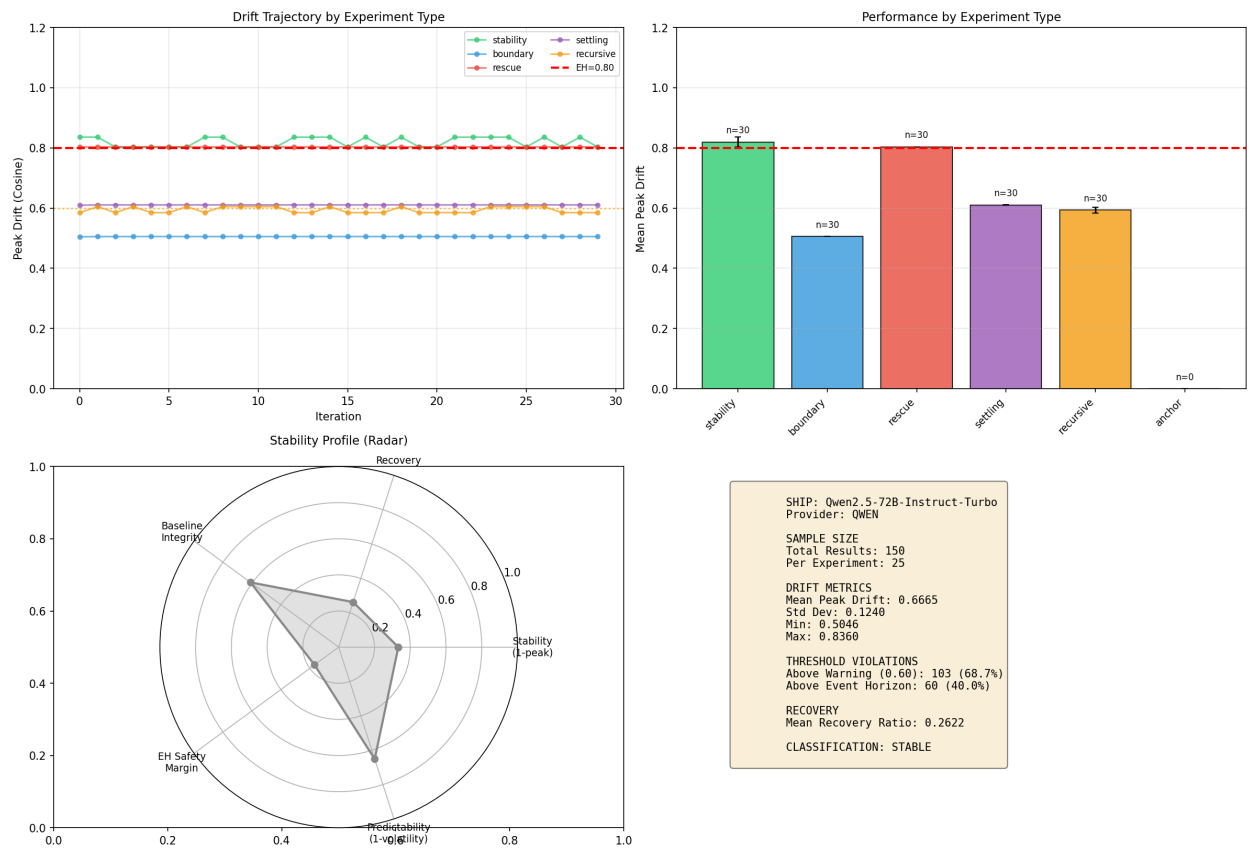 Drift Trajectory by Experiment Type
1.2
1.0
0.8
0.6
0.4
0.2
0.0
Peak Drift (Cosine)
stability
boundary
rescue
settling
recursive
EH=0.80
0 5 10 15 20 25 30
Iteration
Performance by Experiment Type
1.2
1.0
0.8
0.6
0.4
0.2
0.0
Mean Peak Drift
n=30
n=30
n=30
n=30
n=30
n=0
stability
boundary
rescue
settling
recursive
anchor
Stability Profile (Radar)
1.0
0.8
0.6
0.4
0.2
0.0
0.0 0.2 0.4 0.6 0.8 1.0
Recovery
Baseline
Integrity
EH Safety
Margin
Predictability
(1-volatility)
Stability
(1-peak)
0.2
0.4
0.6
0.8
1.0
SHIP: Qwen2.5-72B-Instruct-Turbo
Provider: QWEN
SAMPLE SIZE
Total Results: 150
Per Experiment: 25
DRIFT METRICS
Mean Peak Drift: 0.6665
Std Dev: 0.1240
Min: 0.5046
Max: 0.8360
THRESHOLD VIOLATIONS
Above Warning (0.60): 103 (68.7%)
Above Event Horizon: 60 (40.0%)
RECOVERY
Mean Recovery Ratio: 0.2622
CLASSIFICATION: STABLE